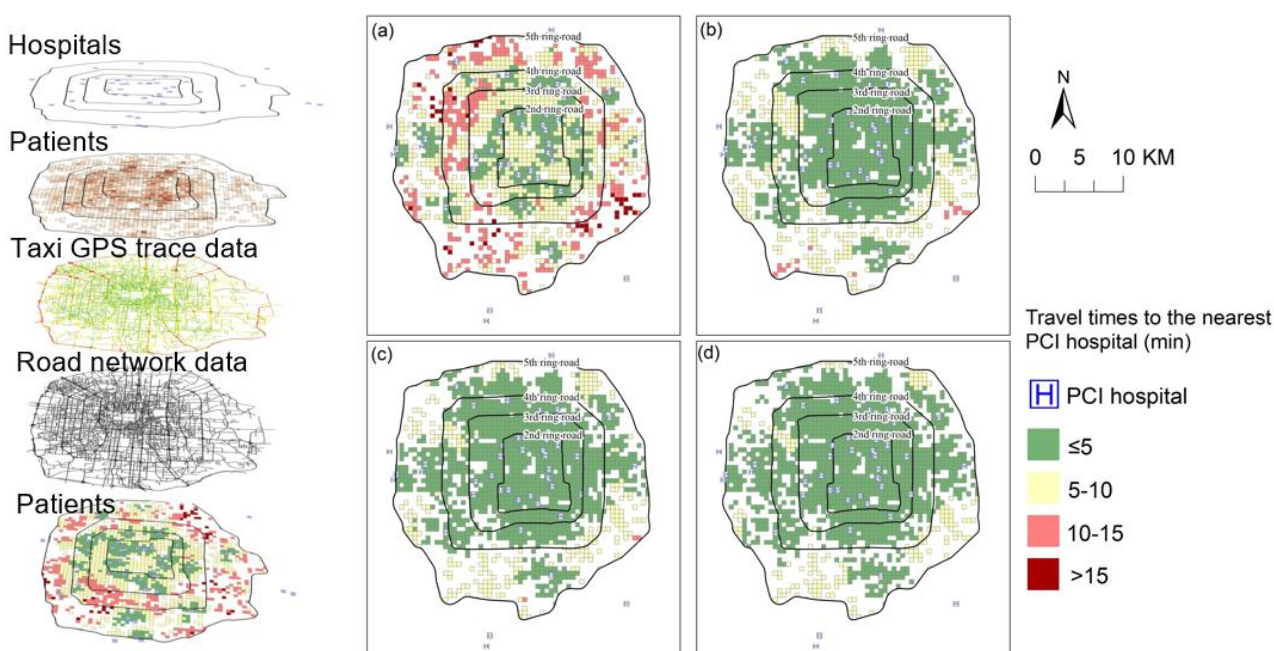 Hospitals
Patients
Taxi GPS trace data
Road network data
Patients
(a)
5th ring road
4th ring road
3rd ring road
2nd ring road
(b)
5th ring road
4th ring road
3rd ring road
2nd ring road
(c)
5th ring road
4th ring road
3rd ring road
2nd ring road
(d)
5th ring road
4th ring road
3rd ring road
2nd ring road
N
0 5 10 KM
Travel times to the nearest
PCI hospital (min)
H PCI hospital
≤5
5-10
10-15
>15